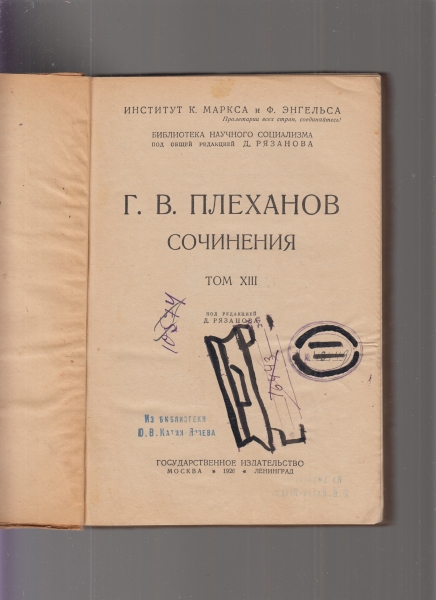 ИНСТИТУТ К. МАРКСА и Ф. ЭНГЕЛЬСА
Пролетарии всех стран, соединяйтесь!
БИБЛИОТЕКА НАУЧНОГО СОЦИАЛИЗМА
ПОД ОБЩЕЙ РЕДАКЦИЕЙ Д. РЯЗАНОВА
Г. В. ПЛЕХАНОВ
СОЧИНЕНИЯ
ТОМ XIII
ПОД РЕДАКЦИЕЙ
Д. РЯЗАНОВА
Из библиотеки
Ю. В.
ГОСУДАРСТВЕННОЕ ИЗДАТЕЛЬСТВО
МОСКВА • 1926 • ЛЕНИНГРАД